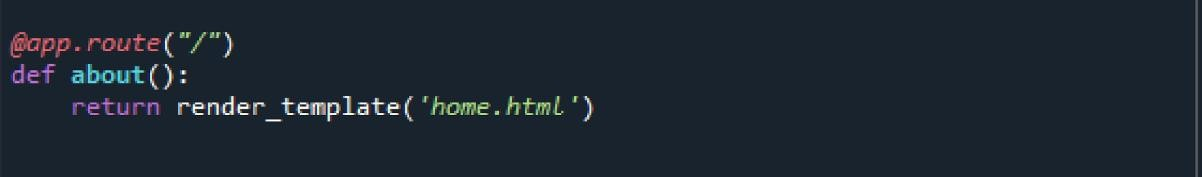 @app.route("/")
def about():
    return render_template('home.html')